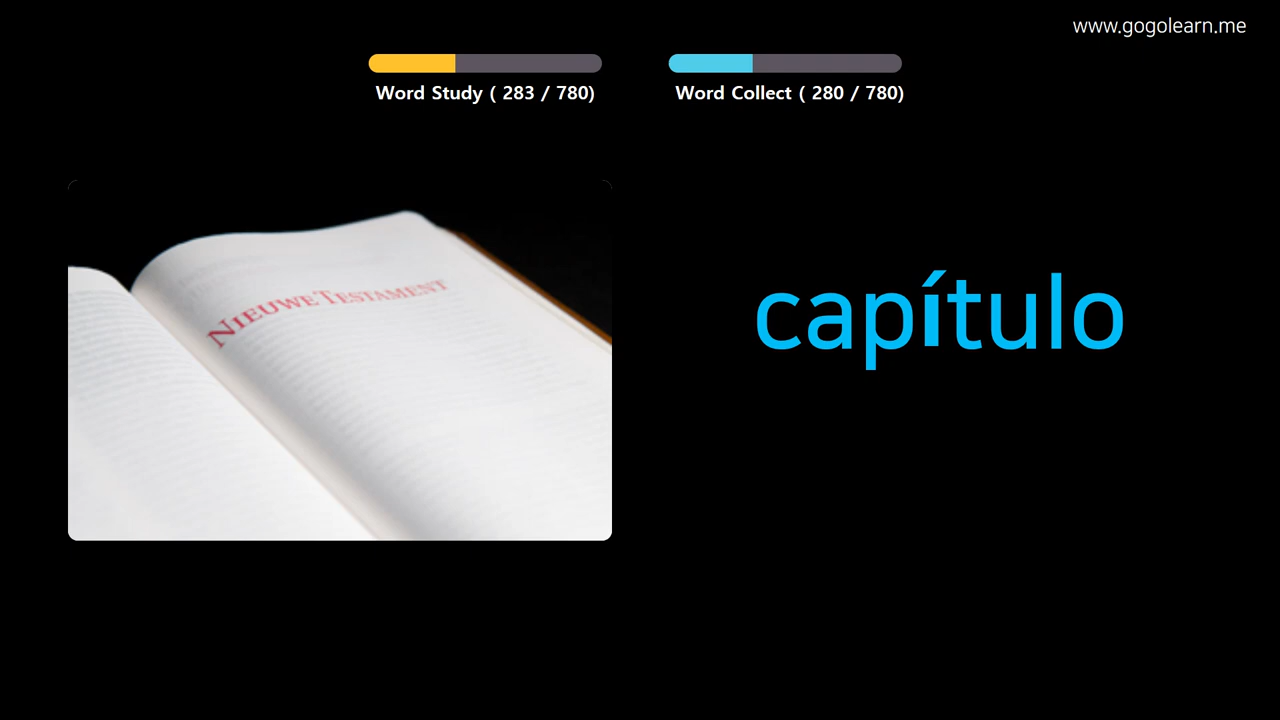 www.gogolearn.me
Word Study ( 283 / 780)
Word Collect ( 280 / 780)
NIEUWE TESTAMENT
capítulo